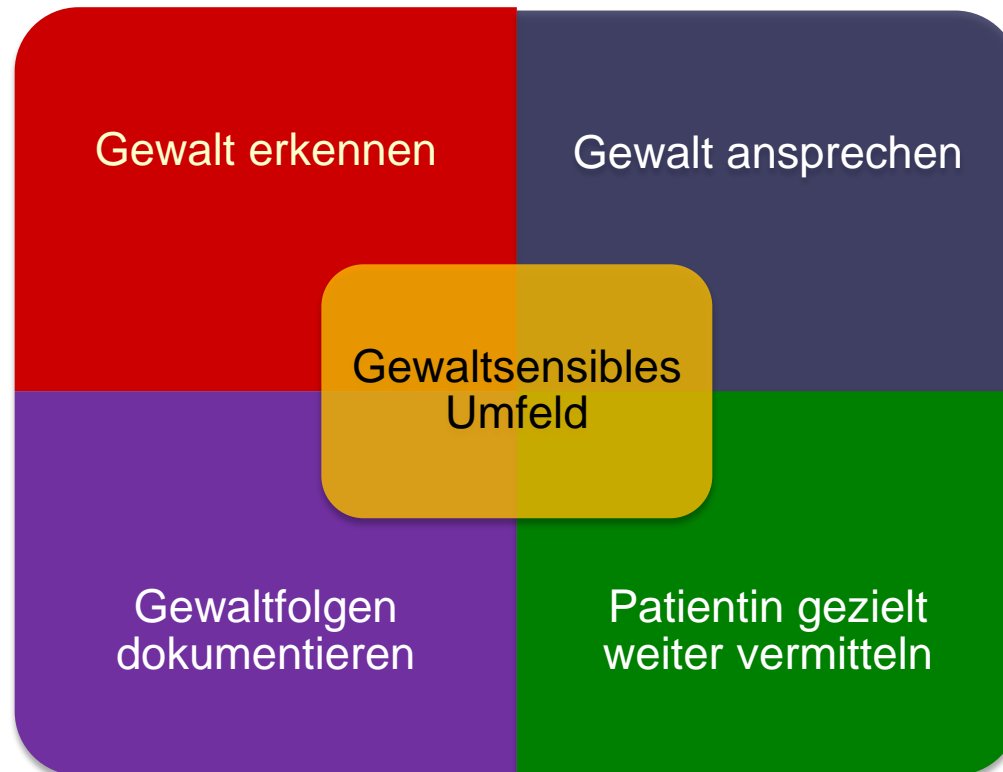 Gewalt erkennen
Gewalt ansprechen
Gewaltsensibles
Umfeld
Gewaltfolgen
dokumentieren
Patientin gezielt
weiter vermitteln